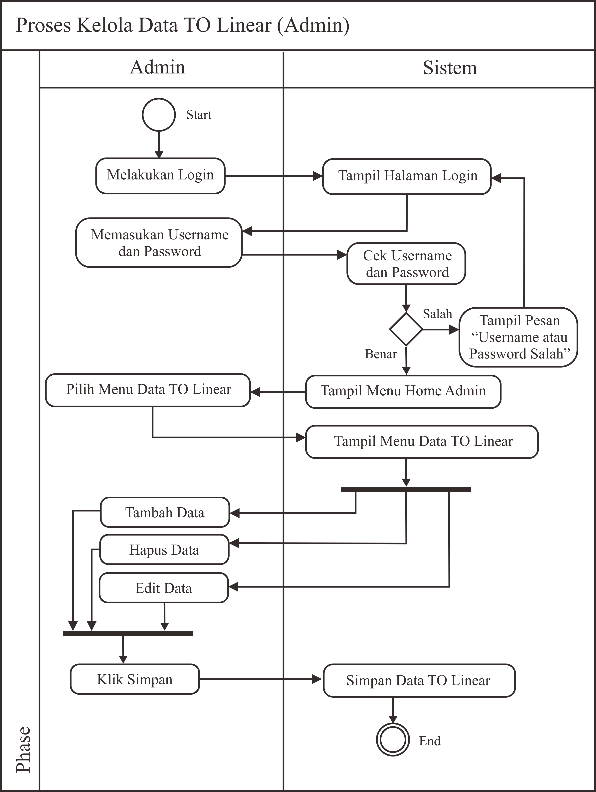 Proses Kelola Data TO Linear (Admin)
Admin
Sistem
Start
Melakukan Login
Tampil Halaman Login
Memasukan Username
dan Password
Cek Username
dan Password
Salah
Tampil Pesan
“Username atau
Password Salah”
Benar
Pilih Menu Data TO Linear
Tampil Menu Home Admin
Tampil Menu Data TO Linear
Tambah Data
Hapus Data
Edit Data
Klik Simpan
Simpan Data TO Linear
End
Phase